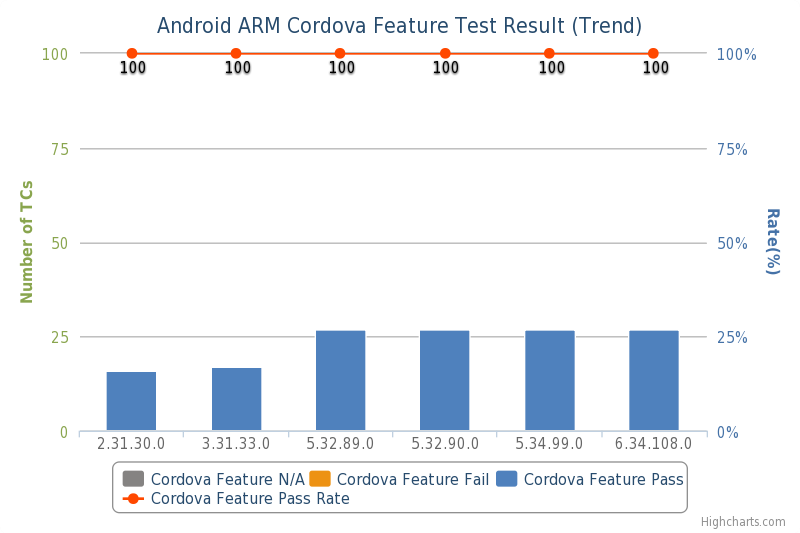 Android ARM Cordova Feature Test Result (Trend)
100
100%
100 100 100 100 100 100
75
75%
Number of TCs
Rate(%)
50
50%
25
25%
0
0%
2.31.30.0 3.31.33.0 5.32.89.0 5.32.90.0 5.34.99.0 6.34.108.0
Cordova Feature N/A Cordova Feature Fail Cordova Feature Pass
Cordova Feature Pass Rate
Highcharts.com